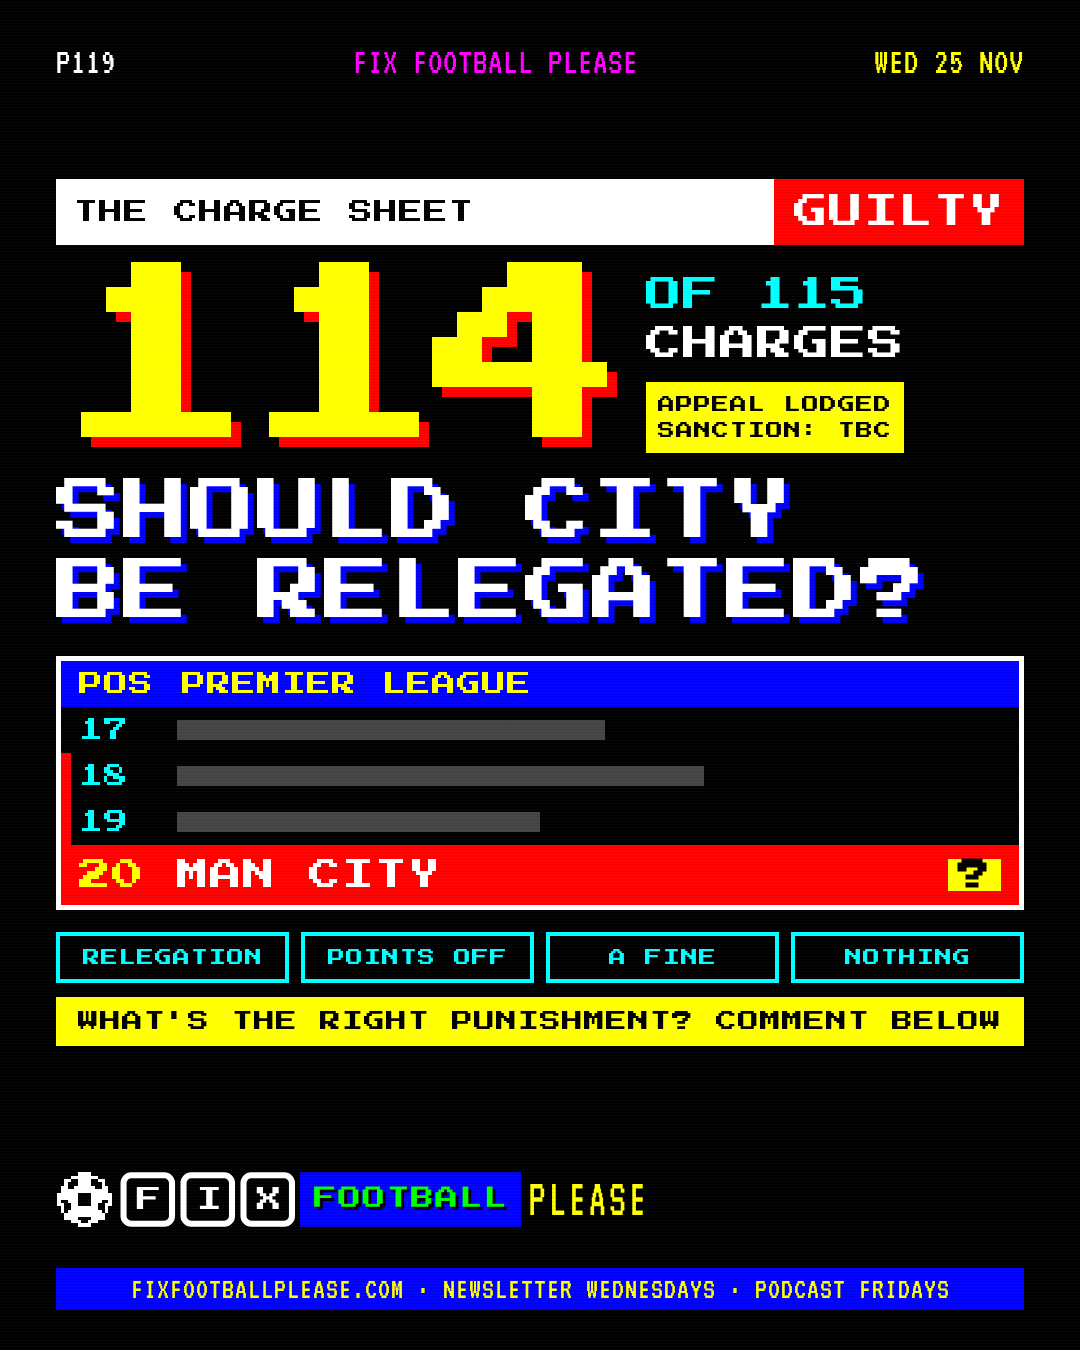 P119 FIX FOOTBALL PLEASE WED 25 NOV
THE CHARGE SHEET GUILTY
114
OF 115
CHARGES
APPEAL LODGED
SANCTION: TBC
SHOULD CITY
BE RELEGATED?
POS PREMIER LEAGUE
17
18
19
20 MAN CITY ?
RELEGATION POINTS OFF A FINE NOTHING
WHAT'S THE RIGHT PUNISHMENT? COMMENT BELOW
FIX FOOTBALL PLEASE
FIXFOOTBALLPLEASE.COM · NEWSLETTER WEDNESDAYS · PODCAST FRIDAYS